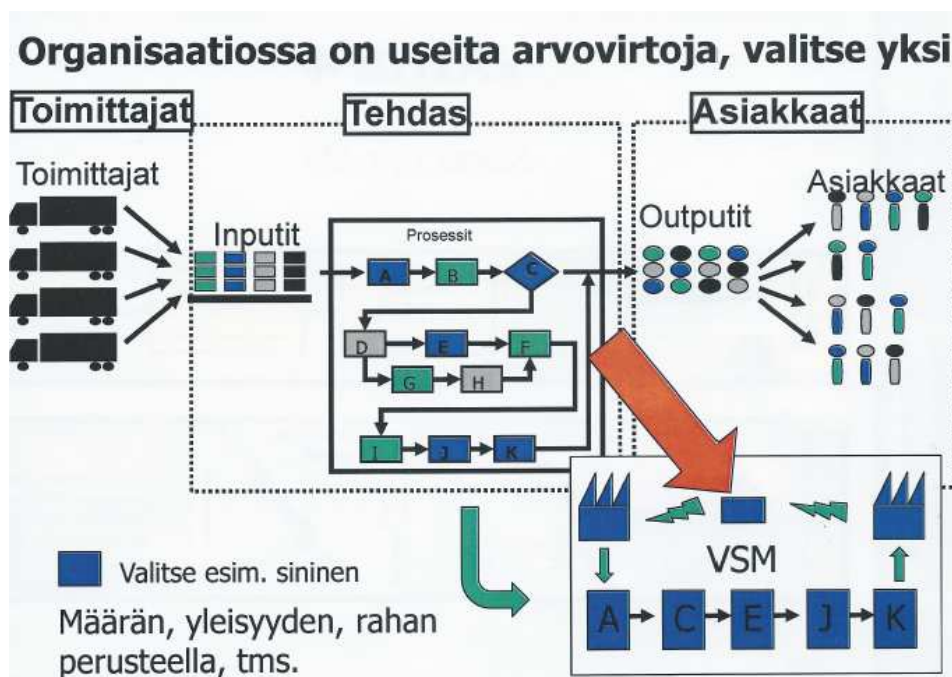 Organisaatiossa on useita arvovirtoja, valitse yksi
Toimittajat
Tehdas
Asiakkaat
Toimittajat
Inputit
Prosessit
A
B
C
D
E
F
G
H
I
J
K
Outputit
Asiakkaat
VSM
A
C
E
J
K
Valitse esim. sininen
Määrän, yleisyyden, rahan
perusteella, tms.